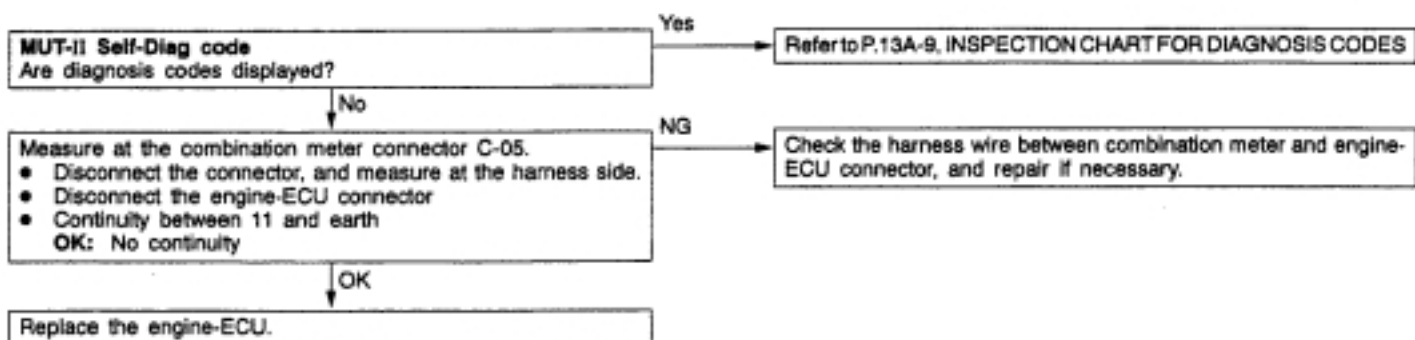 Yes
MUT-II Self-Diag code
Are diagnosis codes displayed?
Refer to P.13A-9, INSPECTION CHART FOR DIAGNOSIS CODES
No
NG
Measure at the combination meter connector C-05.
● Disconnect the connector, and measure at the harness side.
● Disconnect the engine-ECU connector
● Continuity between 11 and earth
OK: No continuity
Check the harness wire between combination meter and engine-
ECU connector, and repair if necessary.
OK
Replace the engine-ECU.